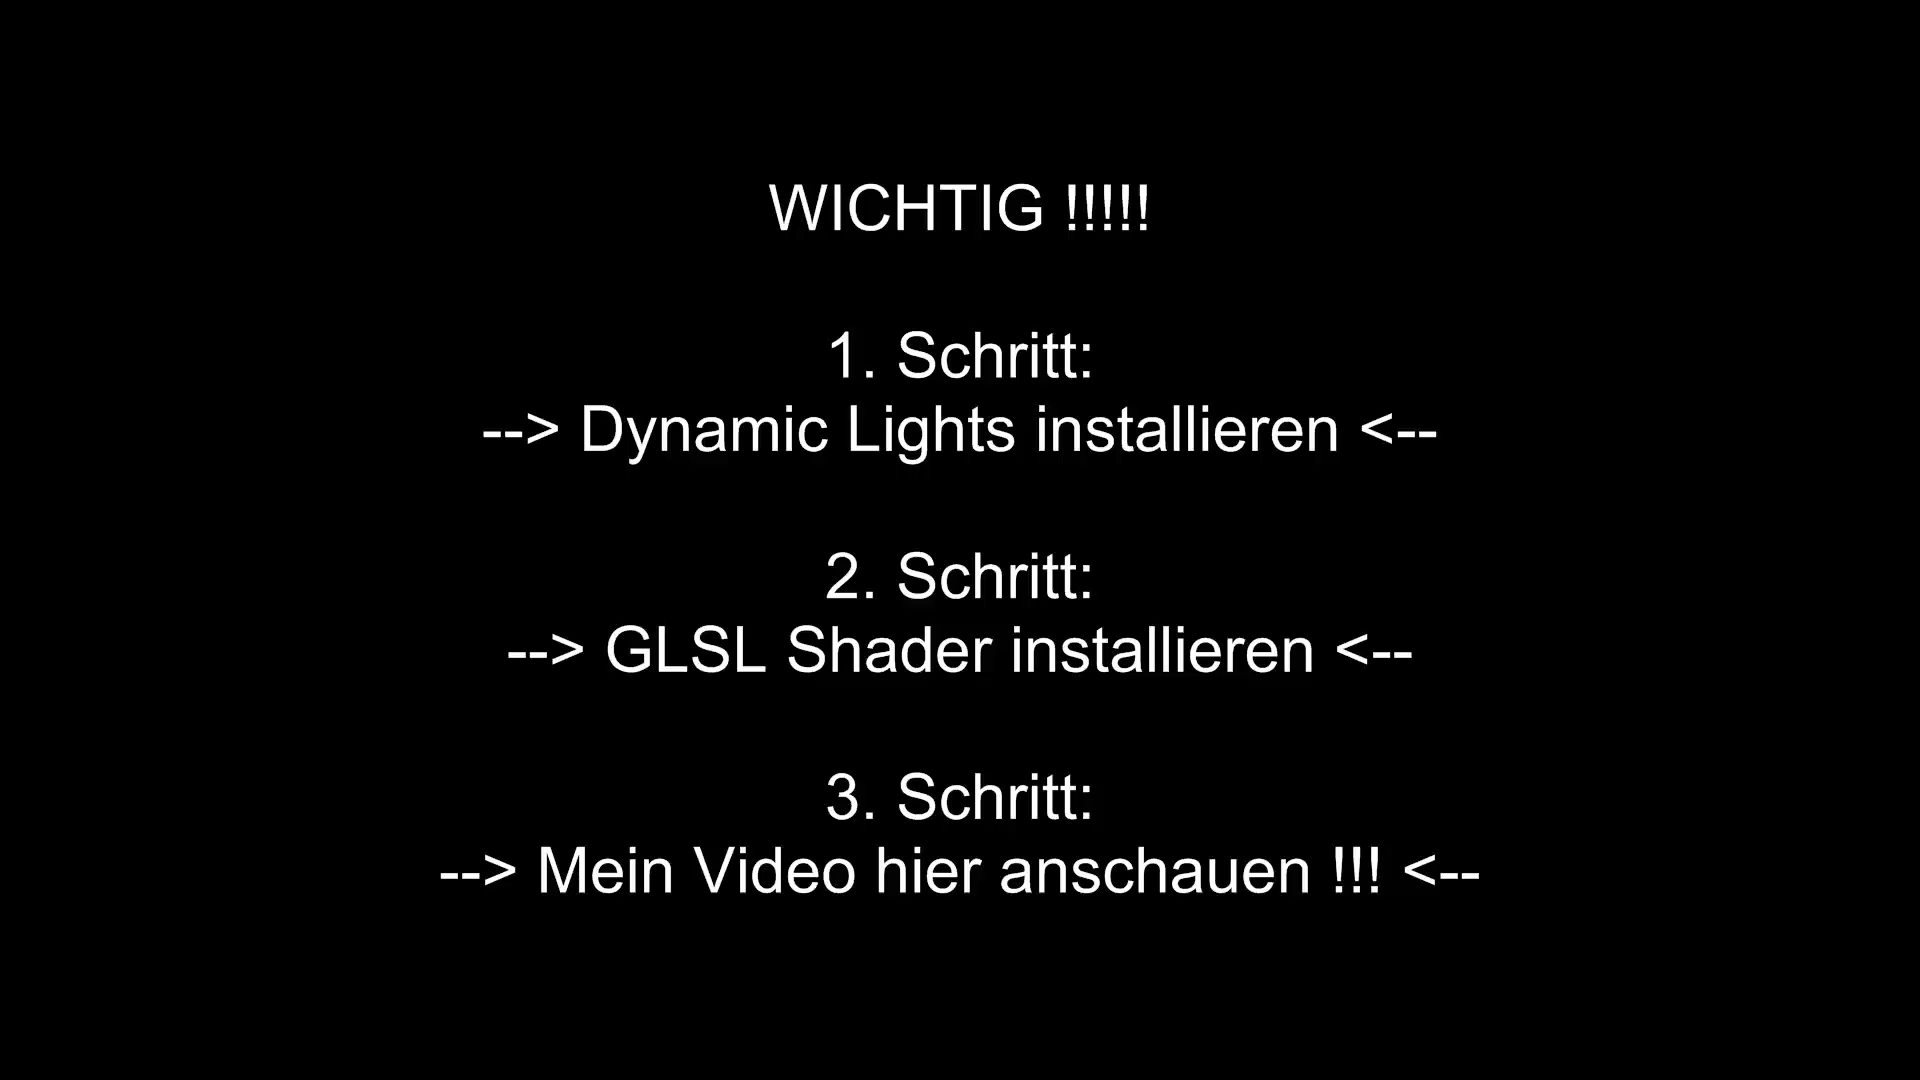 WICHTIG !!!!!
1. Schritt:
--> Dynamic Lights installieren <--
2. Schritt:
--> GLSL Shader installieren <--
3. Schritt:
--> Mein Video hier anschauen !!! <--